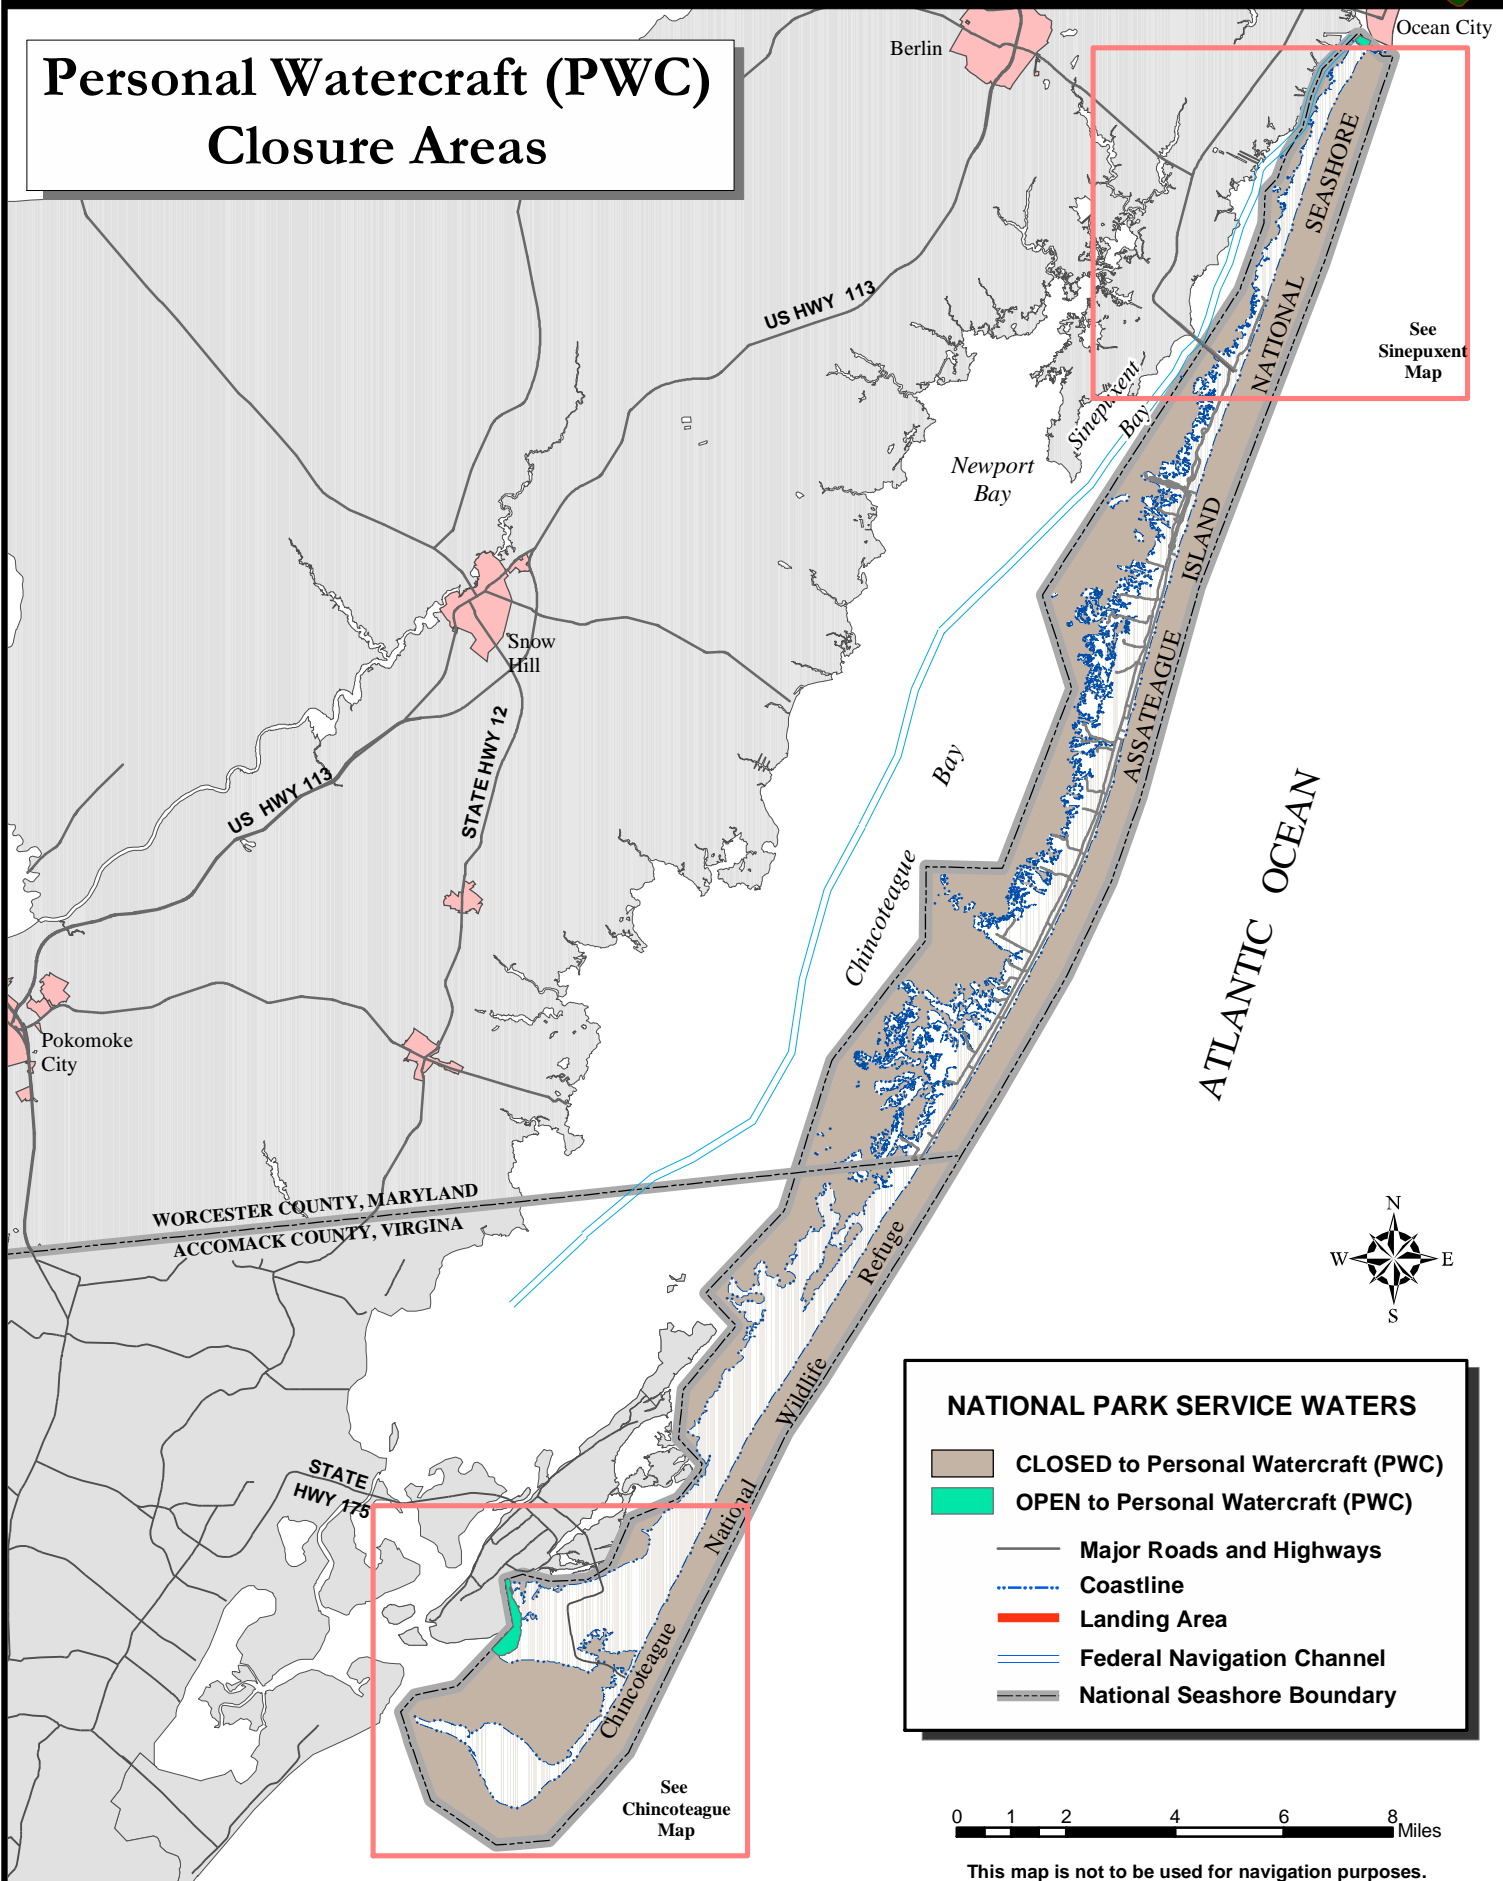 Personal Watercraft (PWC)
Closure Areas
Ocean City
Berlin
SEASHORE
NATIONAL
US HWY 113
See
Sinepuxent
Map
Sinepuxent
Bay
Newport
Bay
ISLAND
ASSATEAGUE
Snow
Hill
STATE HWY 12
US HWY 113
Bay
Chincoteague
ATLANTIC OCEAN
Pokomoke
City
WORCESTER COUNTY, MARYLAND
ACCOMACK COUNTY, VIRGINA
Refuge
Wildlife
National
Chincoteague
N
W
E
S
STATE
HWY 175
See
Chincoteague
Map
NATIONAL PARK SERVICE WATERS
CLOSED to Personal Watercraft (PWC)
OPEN to Personal Watercraft (PWC)
Major Roads and Highways
Coastline
Landing Area
Federal Navigation Channel
National Seashore Boundary
0 1 2 4 6 8
Miles
This map is not to be used for navigation purposes.